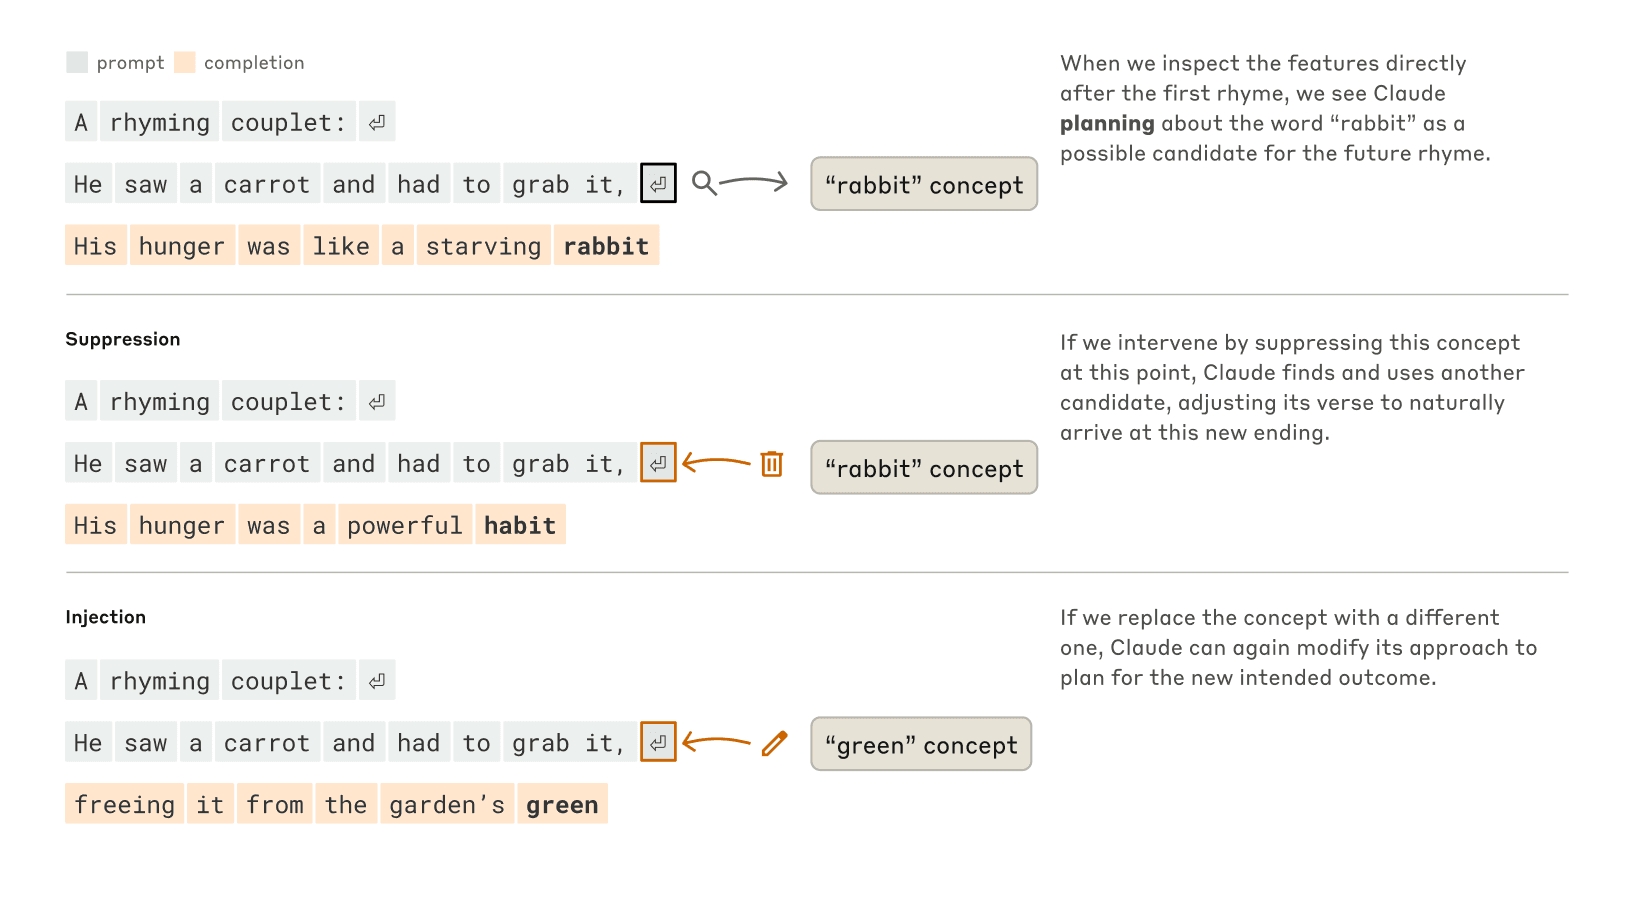 prompt completion
A rhyming couplet: ⏎
He saw a carrot and had to grab it, ⏎
“rabbit” concept
His hunger was like a starving rabbit
When we inspect the features directly
after the first rhyme, we see Claude
planning about the word “rabbit” as a
possible candidate for the future rhyme.
Suppression
A rhyming couplet: ⏎
He saw a carrot and had to grab it, ⏎
“rabbit” concept
His hunger was a powerful habit
If we intervene by suppressing this concept
at this point, Claude finds and uses another
candidate, adjusting its verse to naturally
arrive at this new ending.
Injection
A rhyming couplet: ⏎
He saw a carrot and had to grab it, ⏎
“green” concept
freeing it from the garden’s green
If we replace the concept with a different
one, Claude can again modify its approach to
plan for the new intended outcome.